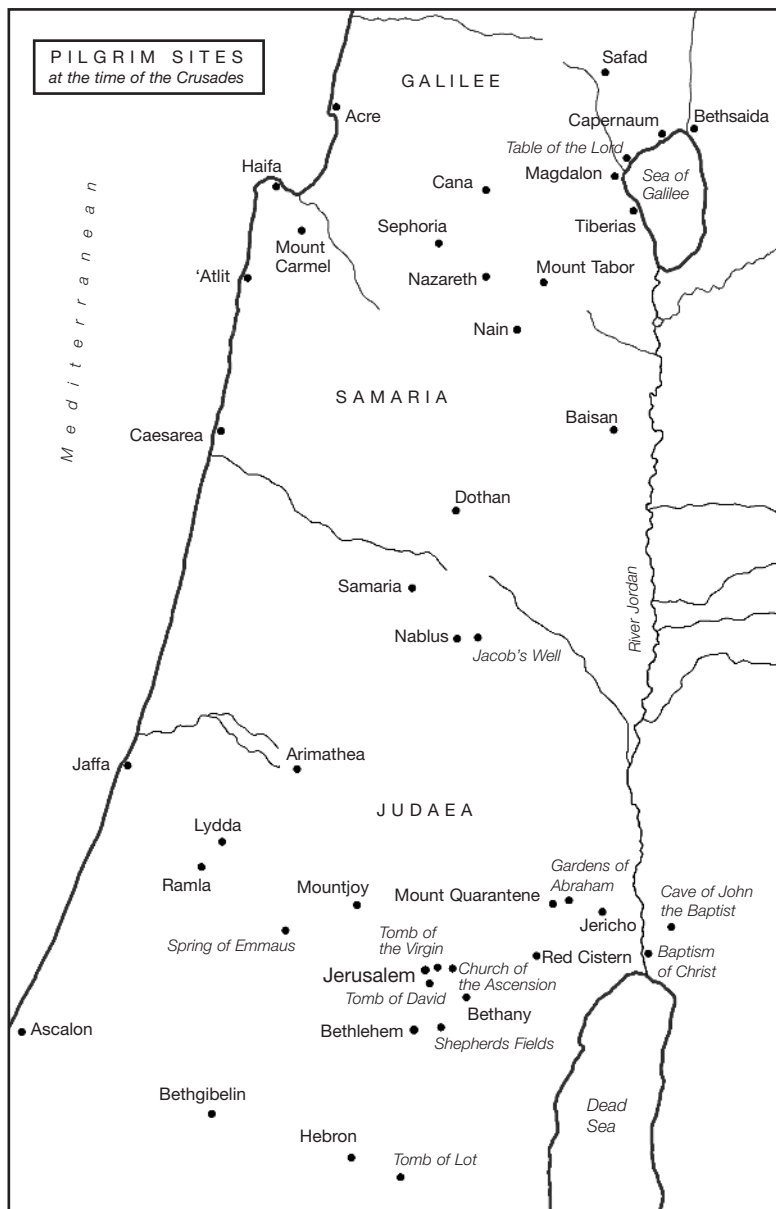 PILGRIM SITES
at the time of the Crusades
Safad
GALILEE
Acre
Capernaum
Bethsaida
Table of the Lord
Haifa
Cana
Magdalon
Sea of
Galilee
Mount
Carmel
Sephoria
Tiberias
‘Atlit
Nazareth
Mount Tabor
Nain
Mediterranean
SAMARIA
Caesarea
Baisan
Dothan
Samaria
River Jordan
Nablus
Jacob's Well
Jaffa
Arimathea
JUDAEA
Lydda
Ramla
Mountjoy
Mount Quarantene
Gardens of
Abraham
Jericho
Cave of John
the Baptist
Spring of Emmaus
Tomb of
the Virgin
Jerusalem
Church of
the Ascension
Red Cistern
Baptism
of Christ
Tomb of David
Bethany
Ascalon
Bethlehem
Shepherds Fields
Bethgibelin
Dead
Sea
Hebron
Tomb of Lot